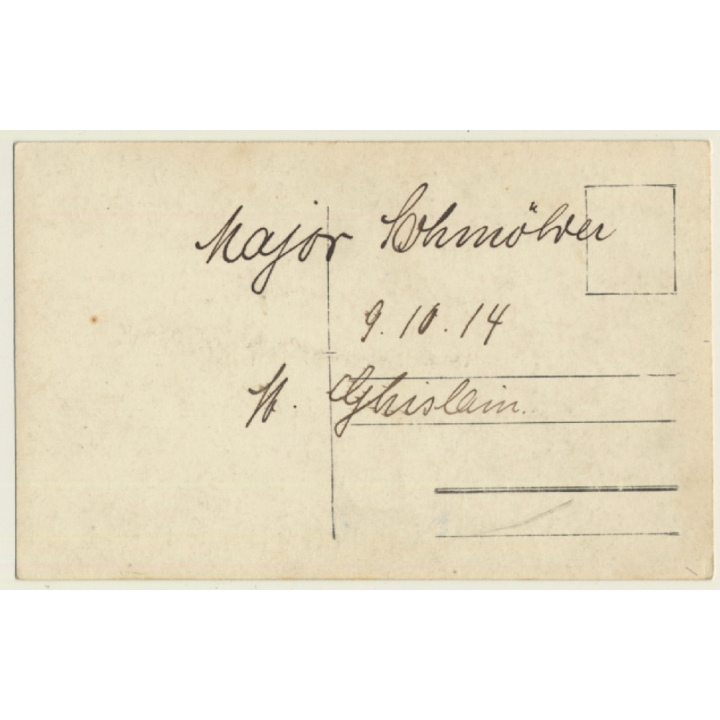 Major Schmölder
9.10.14
St. Ghislain.